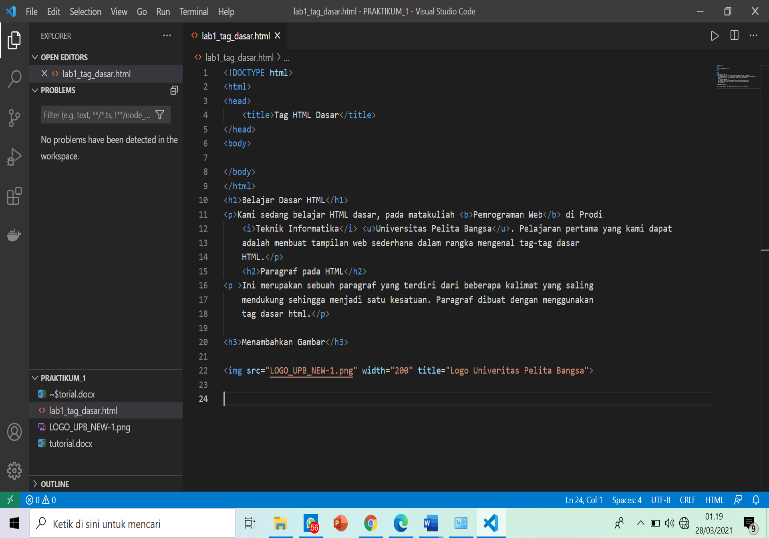 File Edit Selection View Go Run Terminal Help
lab1_tag_dasar.html - PRAKTIKUM_1 - Visual Studio Code
EXPLORER
OPEN EDITORS
lab1_tag_dasar.html
PROBLEMS
Filter (e.g. text, **/*.ts, !**/node_...
No problems have been detected in the
workspace.
PRAKTIKUM_1
~$torial.docx
lab1_tag_dasar.html
LOGO_UPB_NEW-1.png
tutorial.docx
OUTLINE
lab1_tag_dasar.html
lab1_tag_dasar.html > ...
1 <!DOCTYPE html>
2 <html>
3 <head>
4 <title>Tag HTML Dasar</title>
5 </head>
6 <body>
7
8 </body>
9 </html>
10 <h1>Belajar Dasar HTML</h1>
11 <p>Kami sedang belajar HTML dasar, pada matakuliah <b>Pemrograman Web</b> di Prodi
12 <i>Teknik Informatika</i> <u>Universitas Pelita Bangsa</u>. Pelajaran pertama yang kami dapat
13 adalah membuat tampilan web sederhana dalam rangka mengenal tag-tag dasar
14 HTML.</p>
15 <h2>Paragraf pada HTML</h2>
16 <p >Ini merupakan sebuah paragraf yang terdiri dari beberapa kalimat yang saling
17 mendukung sehingga menjadi satu kesatuan. Paragraf dibuat dengan menggunakan
18 tag dasar html.</p>
19
20 <h3>Menambahkan Gambar</h3>
21
22 <img src="LOGO_UPB_NEW-1.png" width="200" title="Logo Univeritas Pelita Bangsa">
23
24
0 0
Ln 24, Col 1 Spaces: 4 UTF-8 CRLF HTML
Ketik di sini untuk mencari
56
01.19
28/03/2021
9